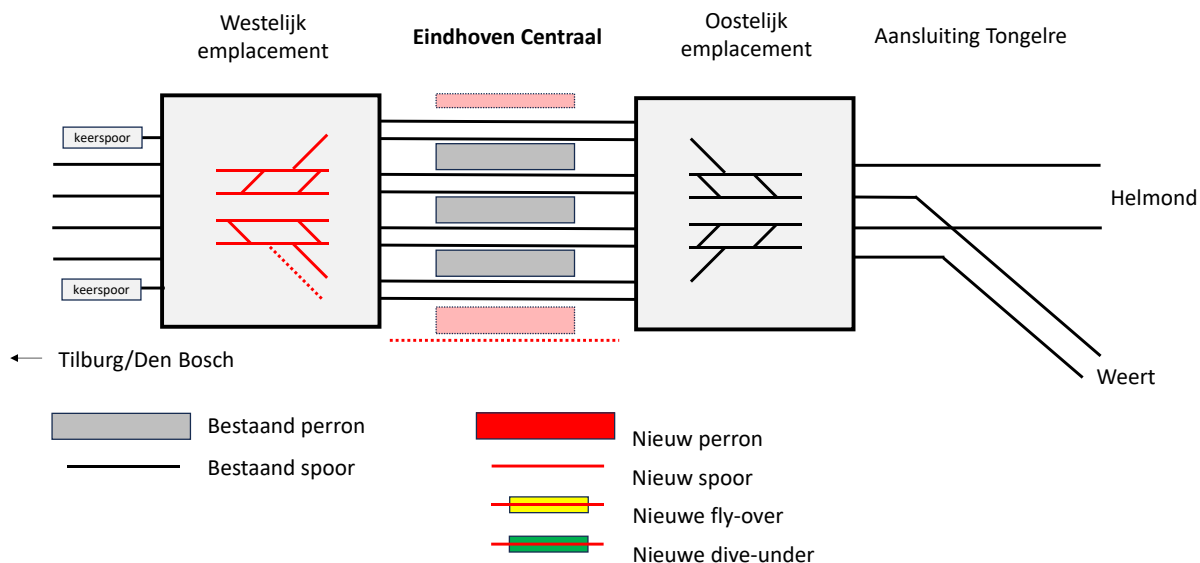 Westelijk
emplacement
Eindhoven Centraal
Oostelijk
emplacement
Aansluiting Tongelre
keerspoor
Helmond
keerspoor
Tilburg/Den Bosch
Weert
Bestaand perron
Bestaand spoor
Nieuw perron
Nieuw spoor
Nieuwe fly-over
Nieuwe dive-under